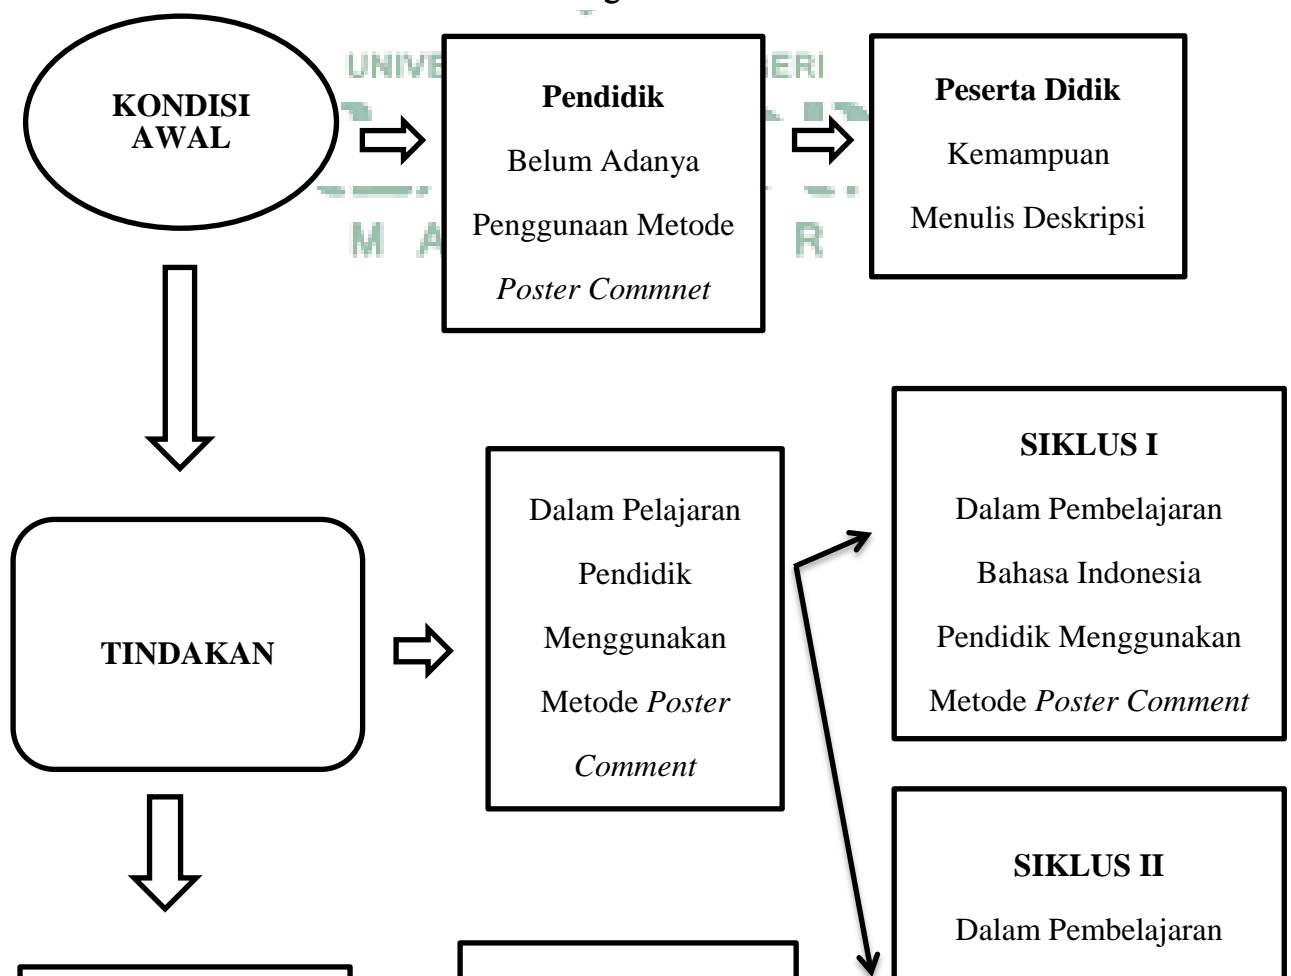 KONDISI
AWAL
Pendidik
Belum Adanya
Penggunaan Metode
Poster Commnet
Peserta Didik
Kemampuan
Menulis Deskripsi
TINDAKAN
Dalam Pelajaran
Pendidik
Menggunakan
Metode Poster
Comment
SIKLUS I
Dalam Pembelajaran
Bahasa Indonesia
Pendidik Menggunakan
Metode Poster Comment
SIKLUS II
Dalam Pembelajaran